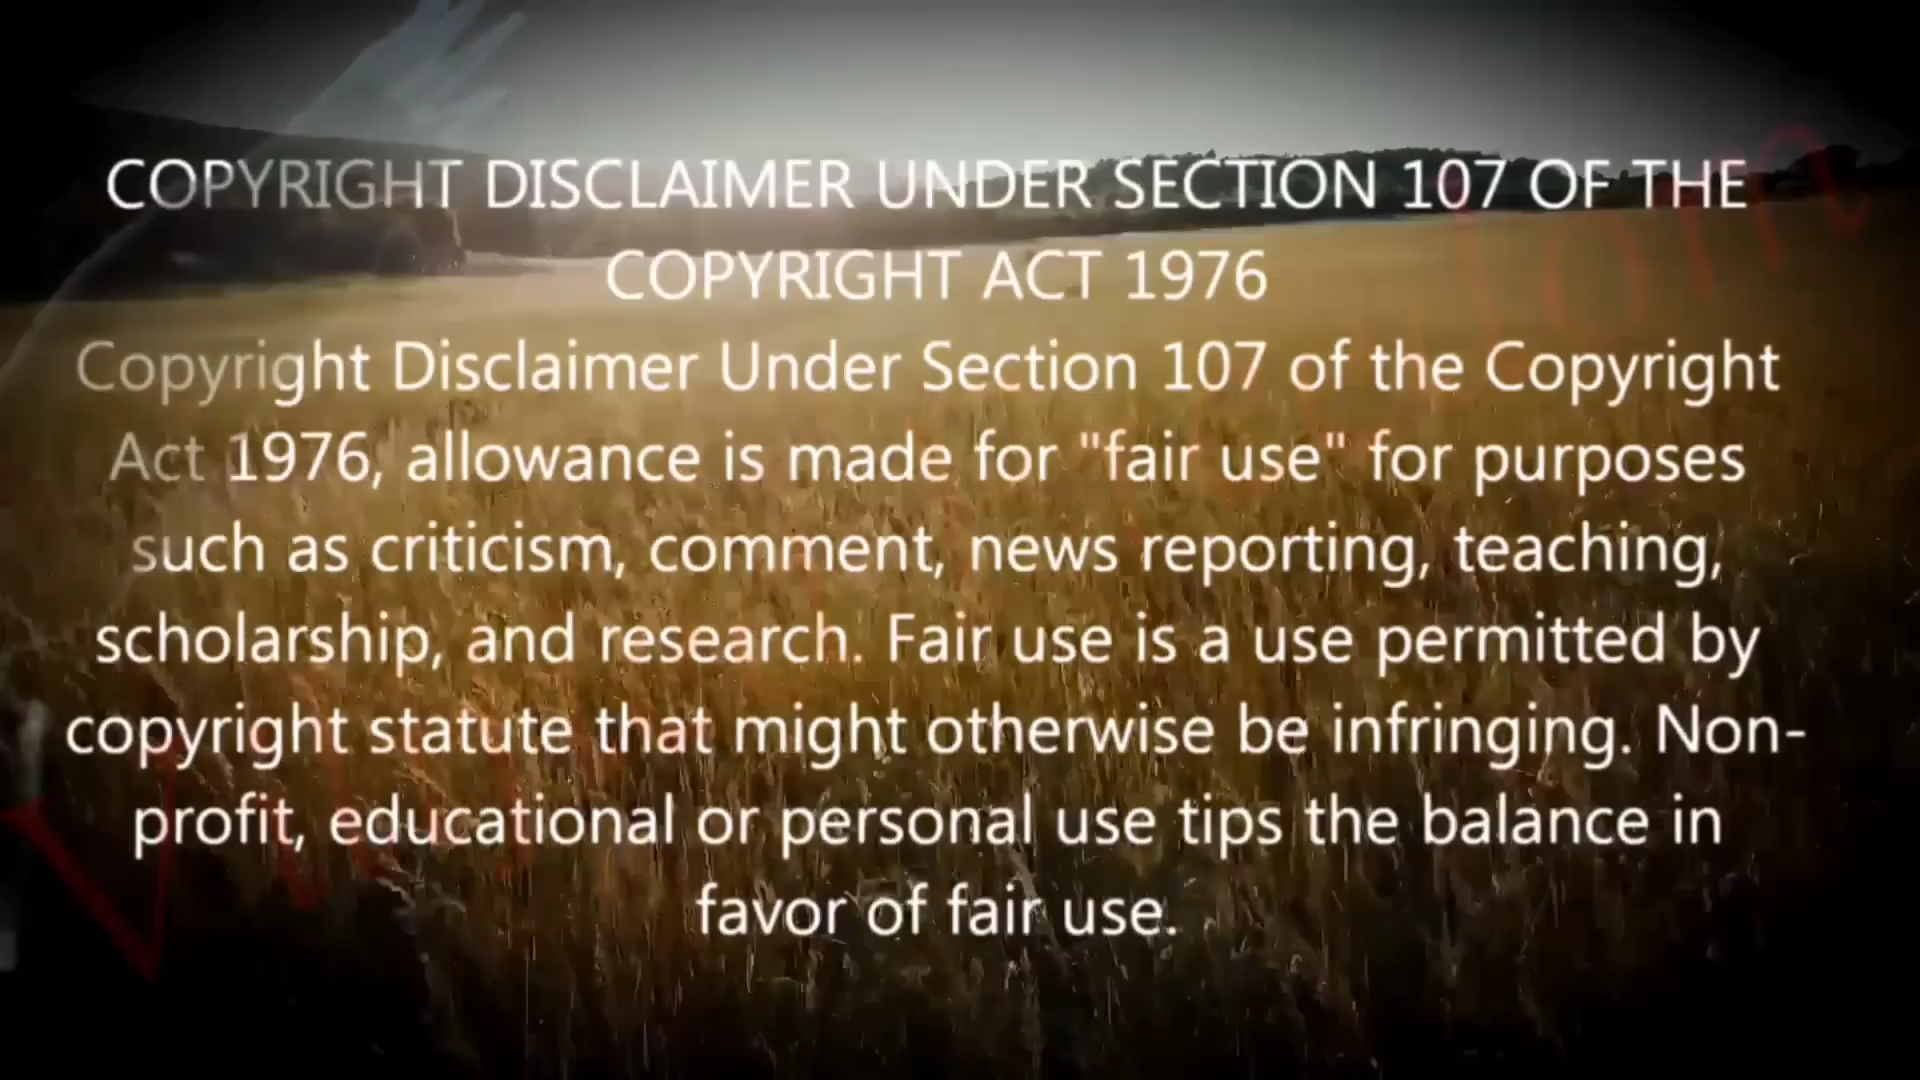 COPYRIGHT DISCLAIMER UNDER SECTION 107 OF THE
COPYRIGHT ACT 1976
Copyright Disclaimer Under Section 107 of the Copyright
Act 1976, allowance is made for "fair use" for purposes
such as criticism, comment, news reporting, teaching,
scholarship, and research. Fair use is a use permitted by
copyright statute that might otherwise be infringing. Non-
profit, educational or personal use tips the balance in
favor of fair use.